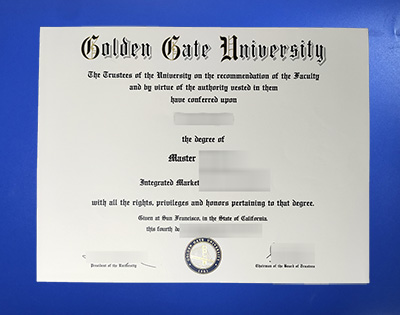 Golden Gate University
The Trustees of the University on the recommendation of the Faculty
and by virtue of the authority vested in them
have conferred upon
the degree of
Master
Integrated Market
with all the rights, privileges and honors pertaining to that degree.
Given at San Francisco, in the State of California.
this fourth
President of the University
Chairman of the Board of Trustees